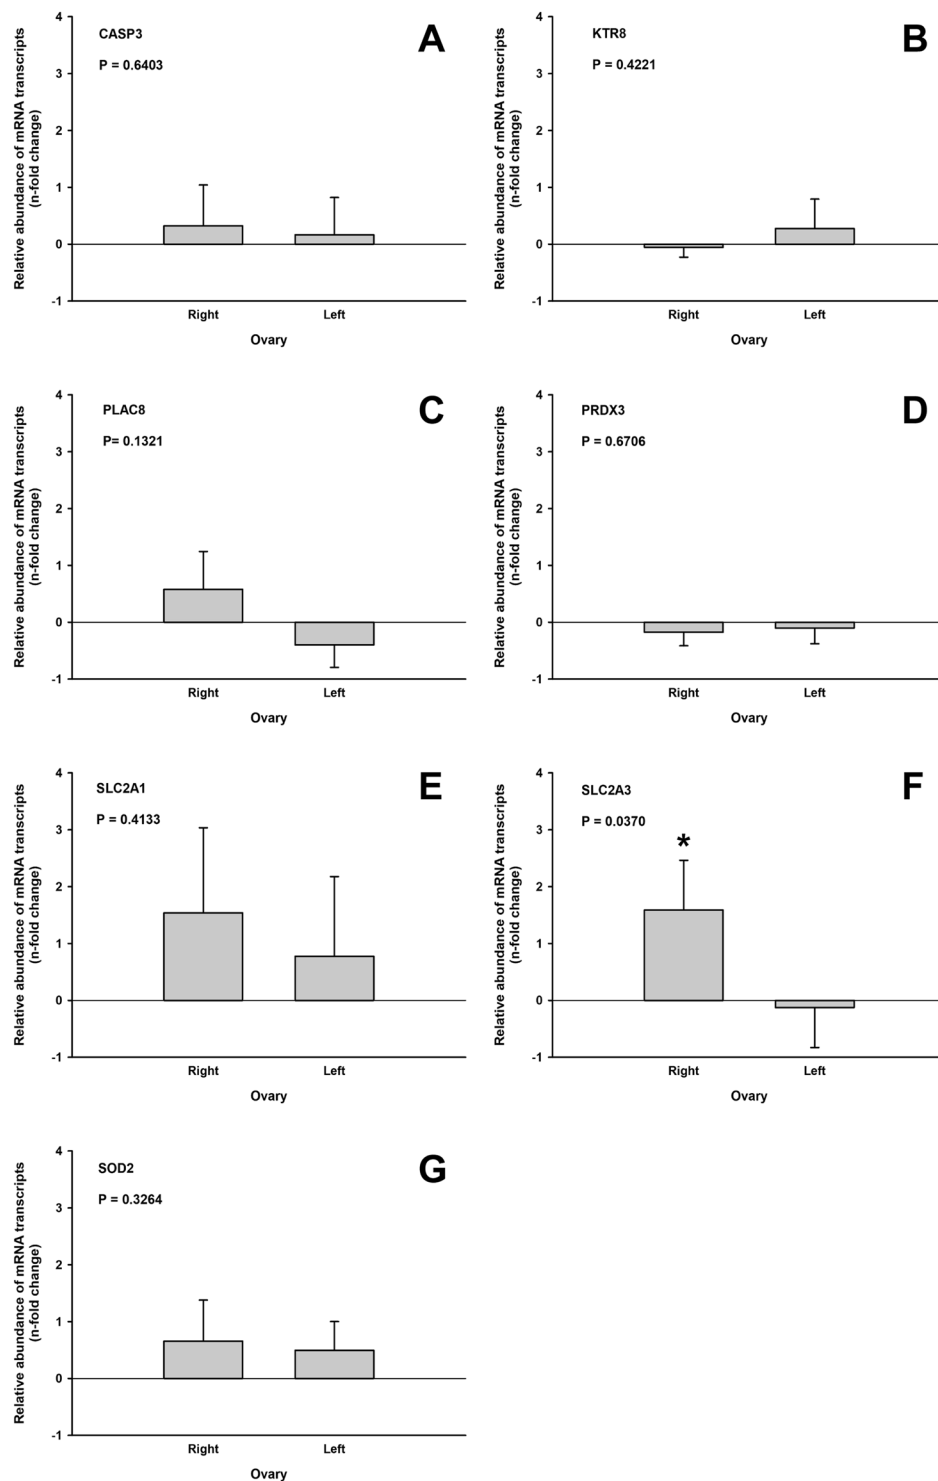 CASP3
P = 0.6403
A
Relative abundance of mRNA transcripts
(n-fold change)
4
3
2
1
0
-1
Right Left
Ovary
KTR8
P = 0.4221
B
Relative abundance of mRNA transcripts
(n-fold change)
4
3
2
1
0
-1
Right Left
Ovary
PLAC8
P= 0.1321
C
Relative abundance of mRNA transcripts
(n-fold change)
4
3
2
1
0
-1
Right Left
Ovary
PRDX3
P = 0.6706
D
Relative abundance of mRNA transcripts
(n-fold change)
4
3
2
1
0
-1
Right Left
Ovary
SLC2A1
P = 0.4133
E
Relative abundance of mRNA transcripts
(n-fold change)
4
3
2
1
0
-1
Right Left
Ovary
SLC2A3
P = 0.0370
F
*
Relative abundance of mRNA transcripts
(n-fold change)
4
3
2
1
0
-1
Right Left
Ovary
SOD2
P = 0.3264
G
Relative abundance of mRNA transcripts
(n-fold change)
4
3
2
1
0
-1
Right Left
Ovary